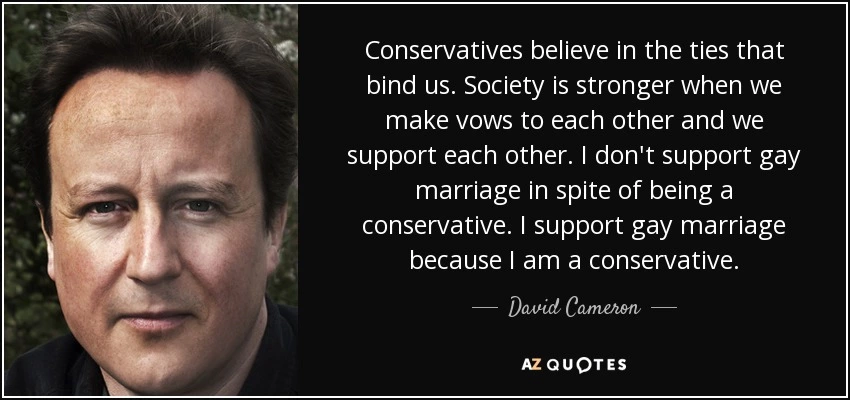 Conservatives believe in the ties that
bind us. Society is stronger when we
make vows to each other and we
support each other. I don't support gay
marriage in spite of being a
conservative. I support gay marriage
because I am a conservative.
David Cameron
AZ QUOTES